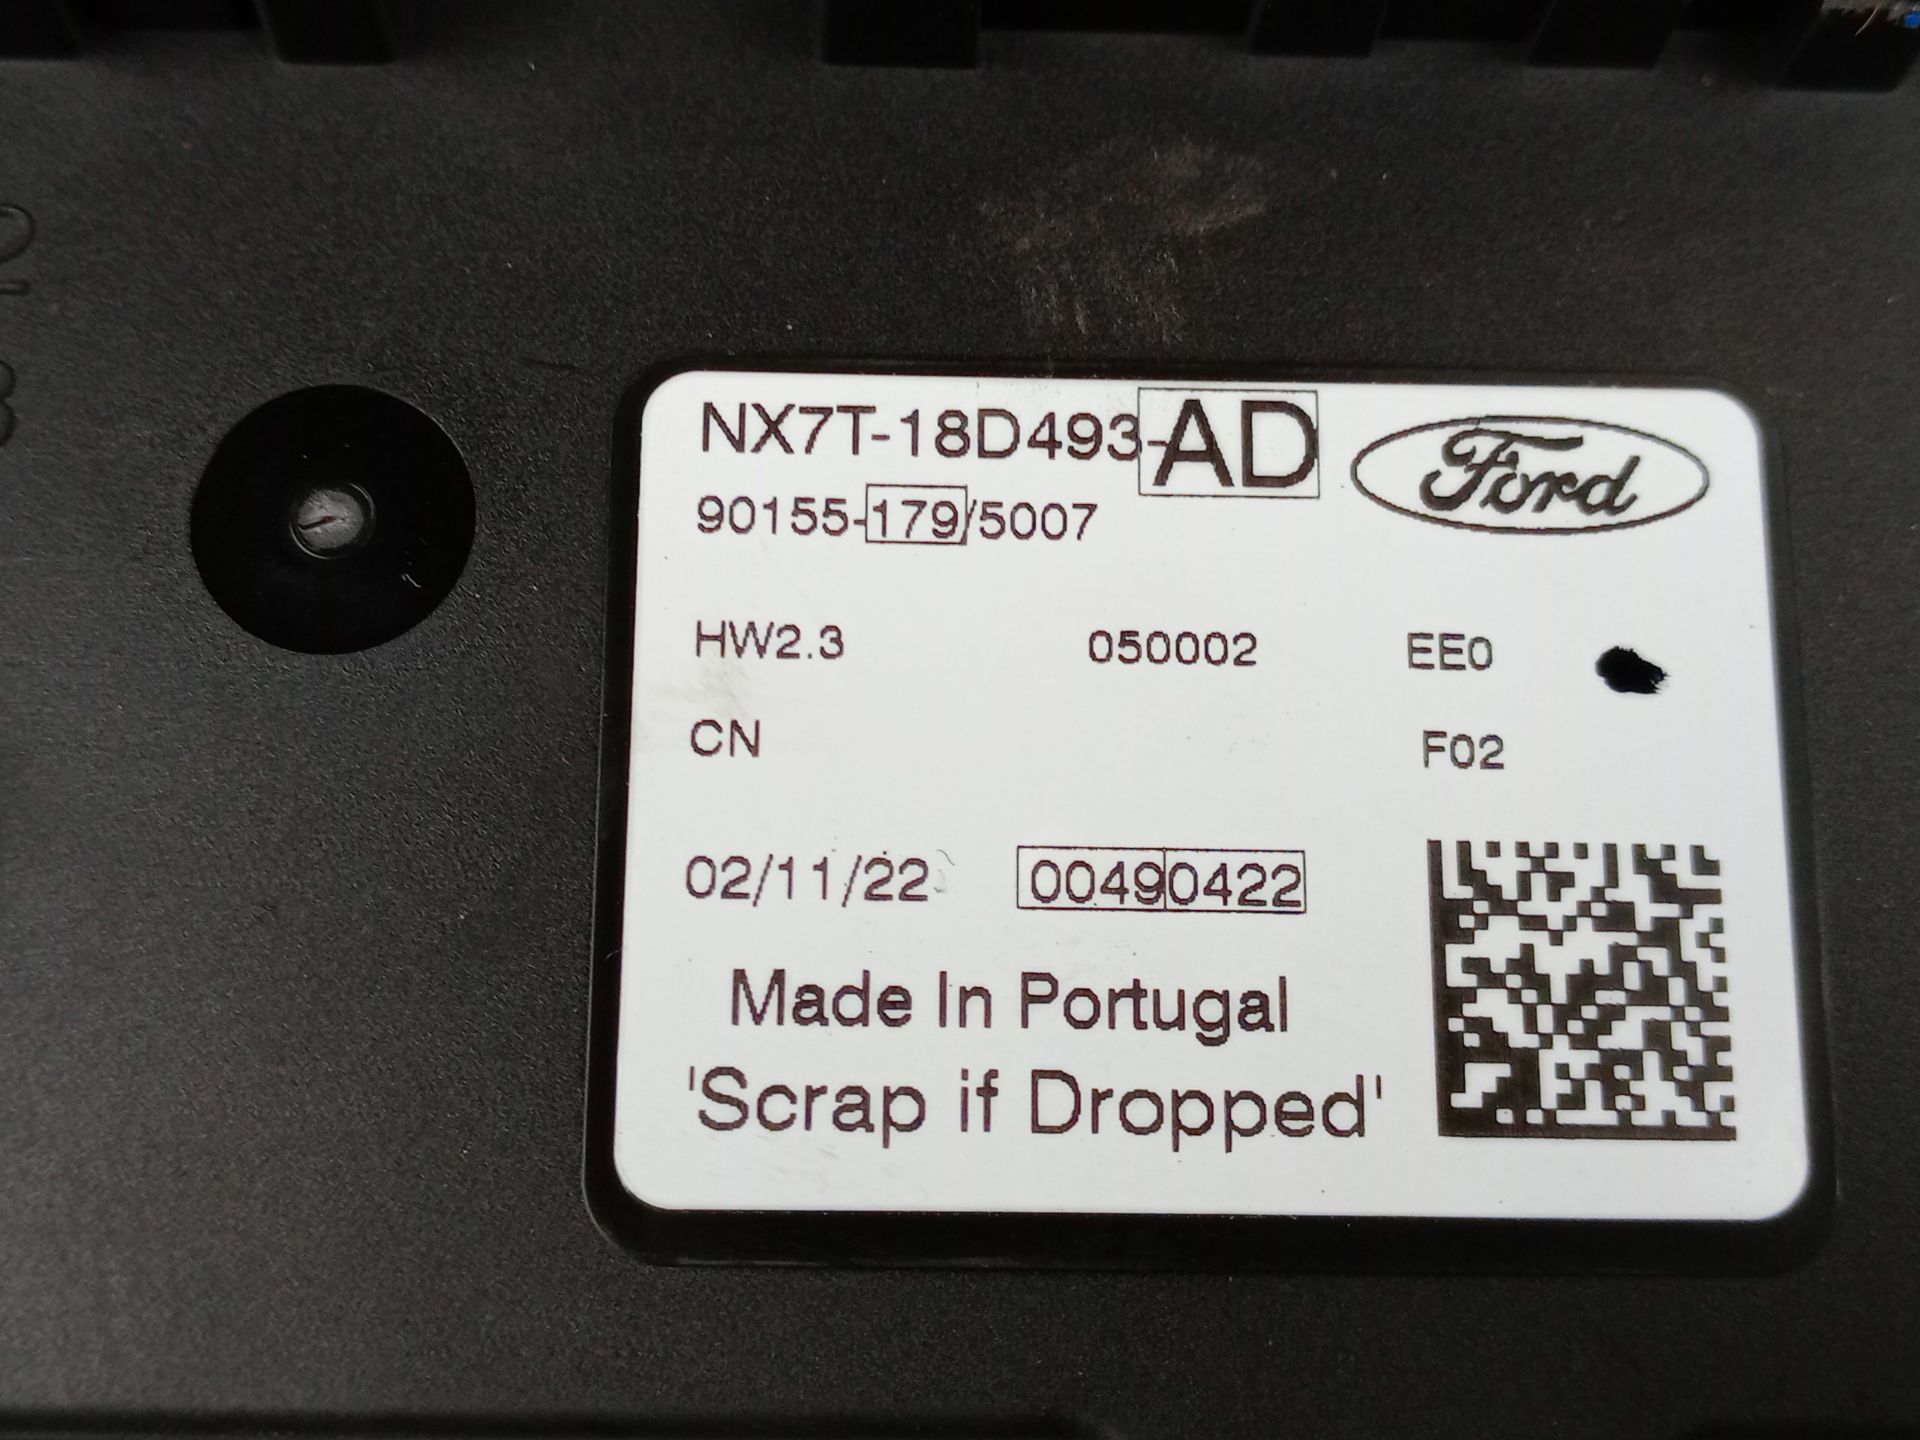 NX7T-18D493-AD Ford
90155-179/5007
HW2.3 050002 EE0
CN F02
02/11/22 00490422
Made In Portugal
'Scrap if Dropped'